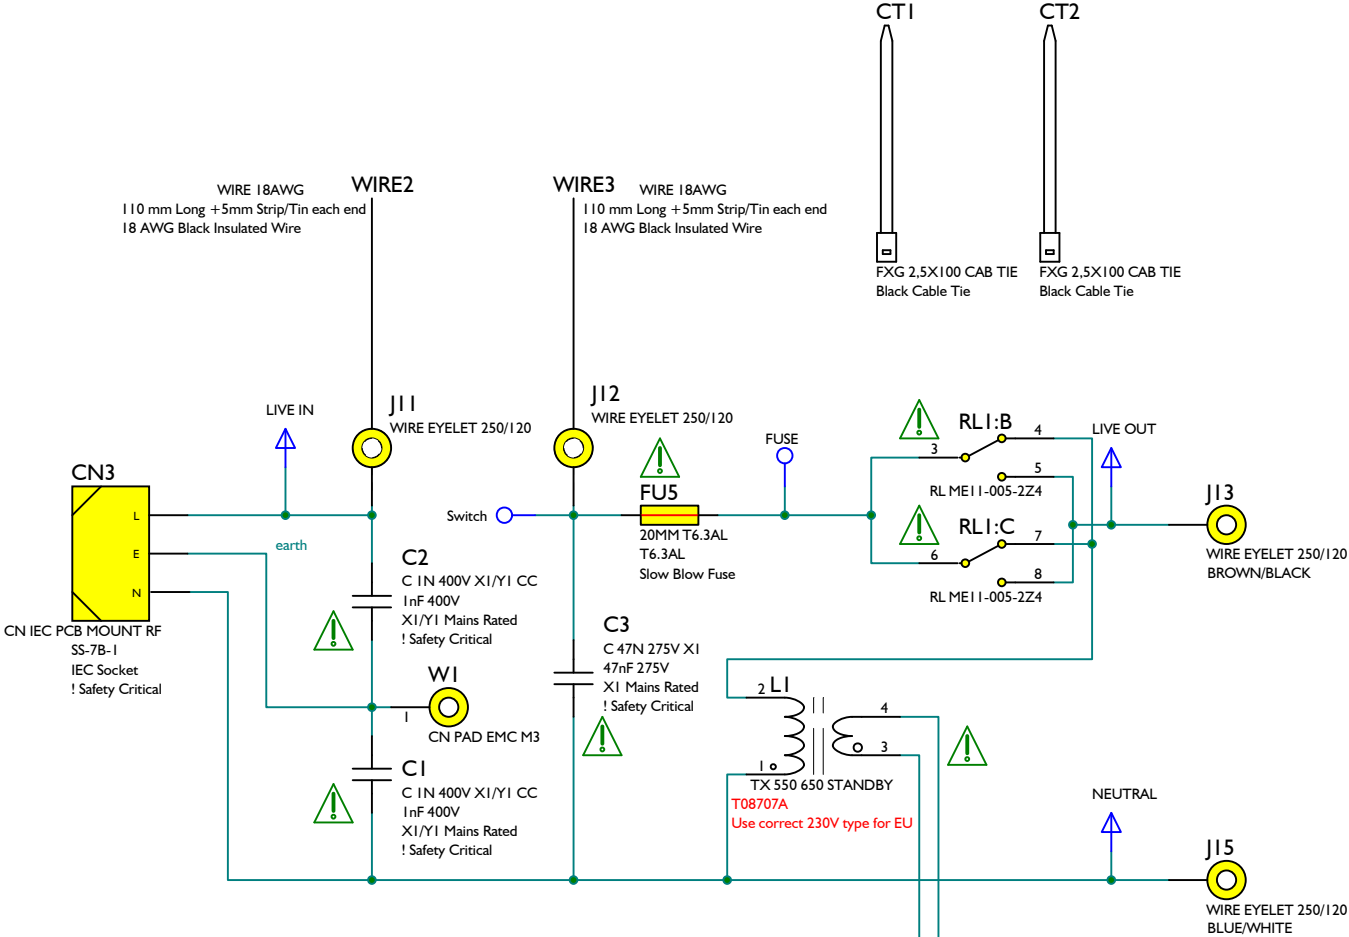 CT1
CT2
FXG 2,5X100 CAB TIE
Black Cable Tie
FXG 2,5X100 CAB TIE
Black Cable Tie
WIRE 18AWG
WIRE2
110 mm Long +5mm Strip/Tin each end
18 AWG Black Insulated Wire
WIRE3
WIRE 18AWG
110 mm Long +5mm Strip/Tin each end
18 AWG Black Insulated Wire
LIVE IN
J11
WIRE EYELET 250/120
J12
WIRE EYELET 250/120
FUSE
RL1:B
3
4
5
RL ME11-005-2Z4
LIVE OUT
CN3
L
E
N
CN IEC PCB MOUNT RF
SS-7B-1
IEC Socket
! Safety Critical
earth
Switch
FU5
20MM T6.3AL
T6.3AL
Slow Blow Fuse
RL1:C
6
7
8
RL ME11-005-2Z4
J13
WIRE EYELET 250/120
BROWN/BLACK
C2
C 1N 400V X1/Y1 CC
1nF 400V
X1/Y1 Mains Rated
! Safety Critical
C3
C 47N 275V X1
47nF 275V
X1 Mains Rated
! Safety Critical
W1
1
CN PAD EMC M3
2
L1
4
3
1
TX 550 650 STANDBY
T08707A
Use correct 230V type for EU
C1
C 1N 400V X1/Y1 CC
1nF 400V
X1/Y1 Mains Rated
! Safety Critical
NEUTRAL
J15
WIRE EYELET 250/120
BLUE/WHITE